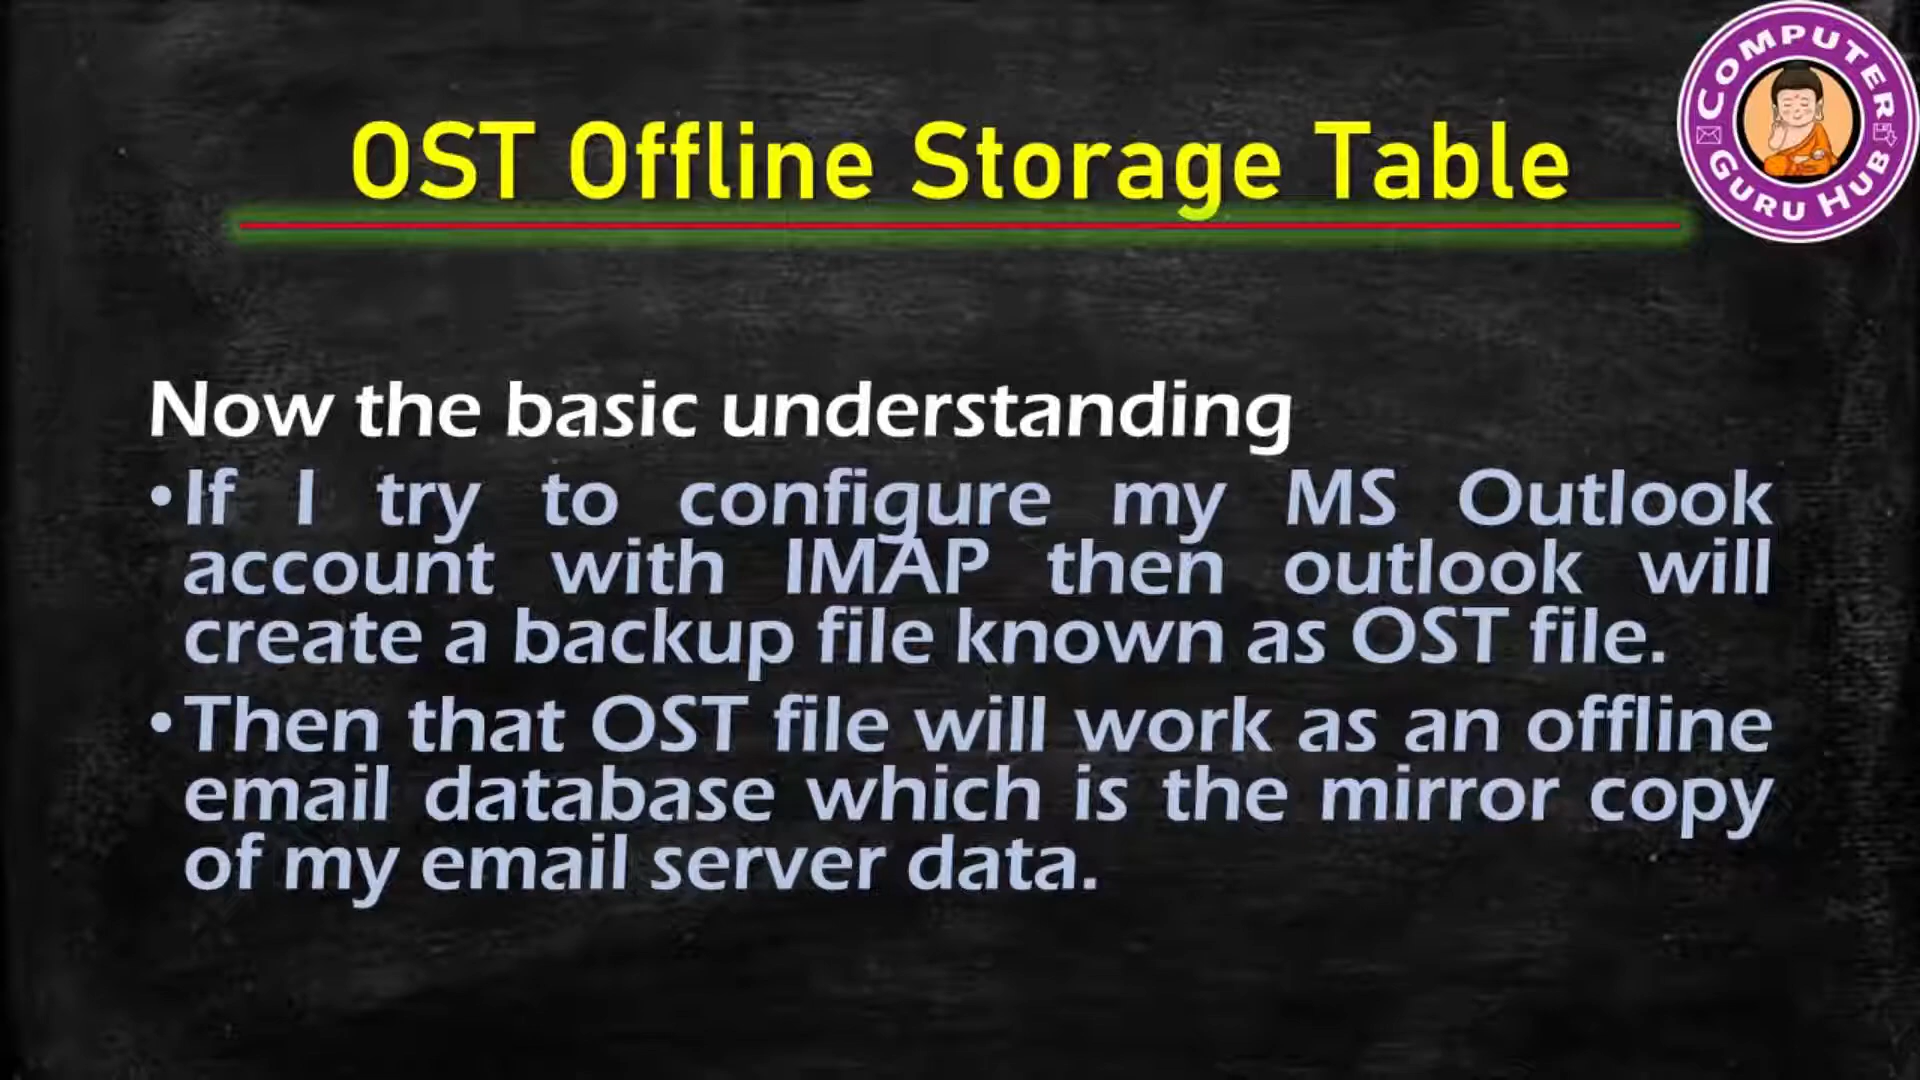 OST Offline Storage Table
COMPUTER
GURU HUB
Now the basic understanding
•If I try to configure my MS Outlook
account with IMAP then outlook will
create a backup file known as OST file.
•Then that OST file will work as an offline
email database which is the mirror copy
of my email server data.